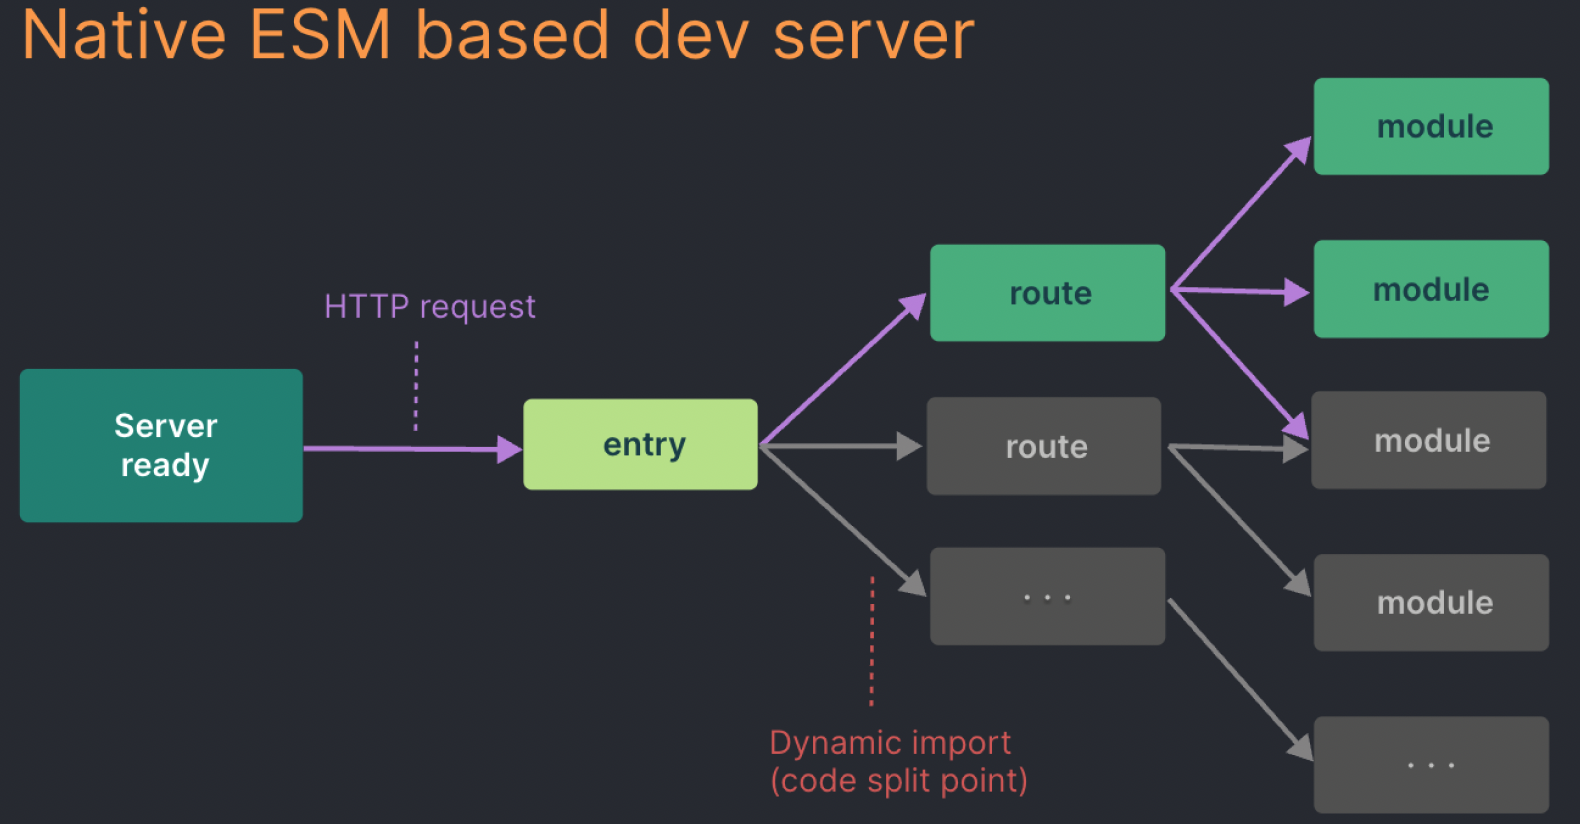 Native ESM based dev server
module
route
module
HTTP request
Server
ready
entry
route
module
. . .
module
Dynamic import
(code split point)
. . .